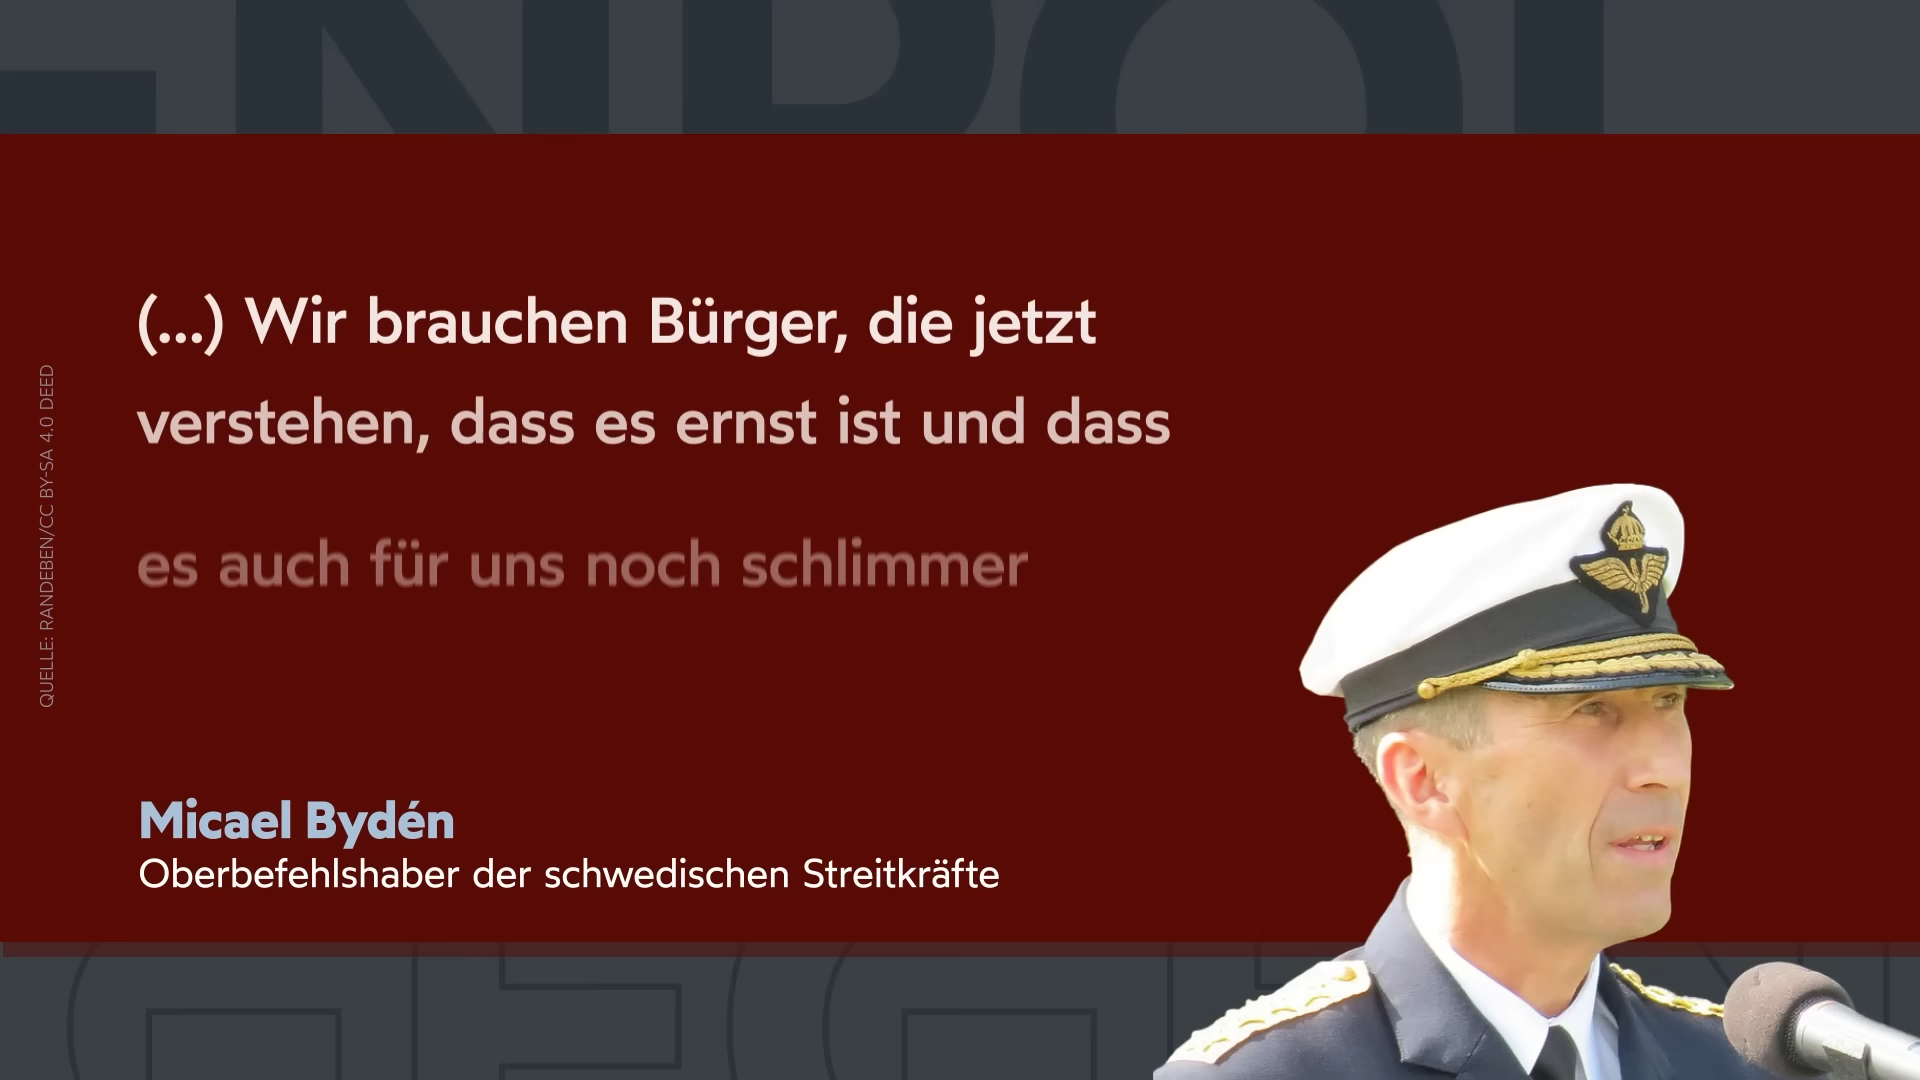 (...) Wir brauchen Bürger, die jetzt
verstehen, dass es ernst ist und dass
es auch für uns noch schlimmer
Micael Bydén
Oberbefehlshaber der schwedischen Streitkräfte
QUELLE: RANDEBEN/CC BY-SA 4.0 DEED